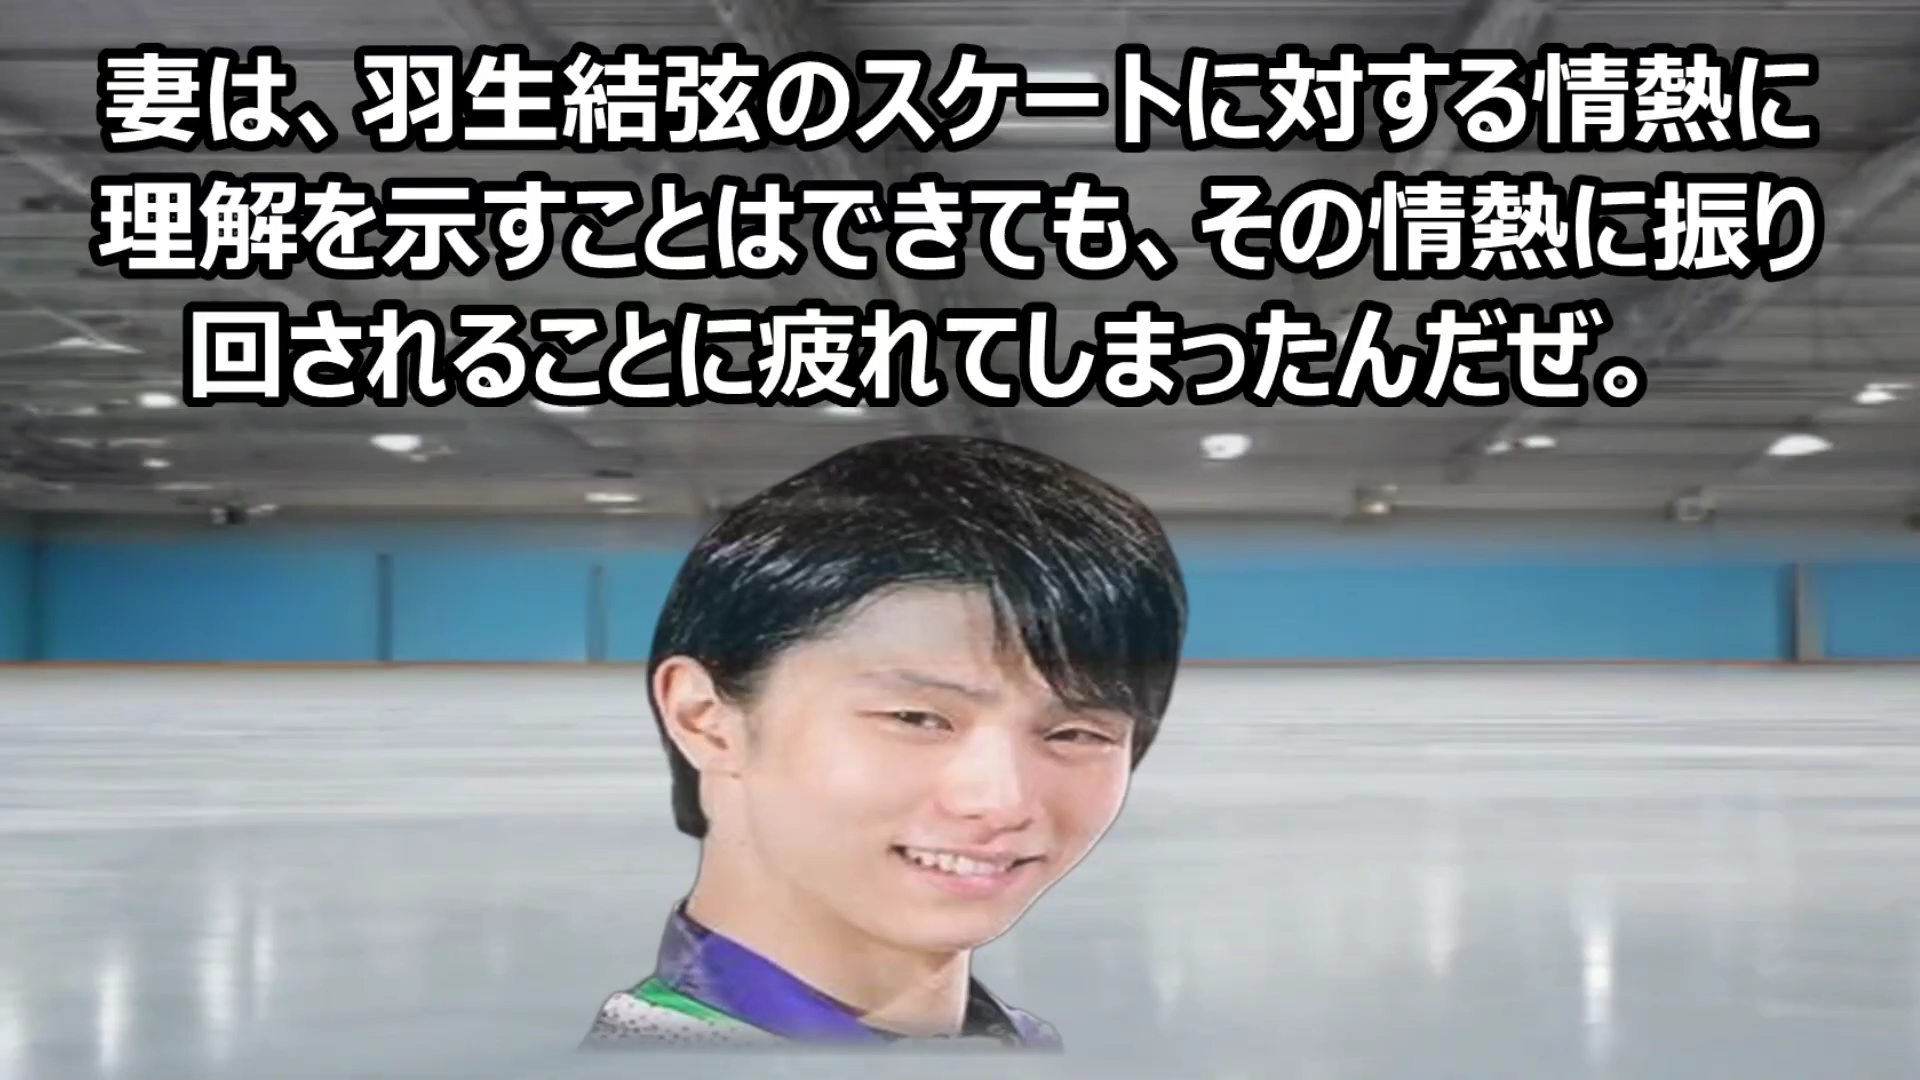 妻は、羽生結弦のスケートに対する情熱に
理解を示すことはできても、その情熱に振り
回されることに疲れてしまったんだぜ。